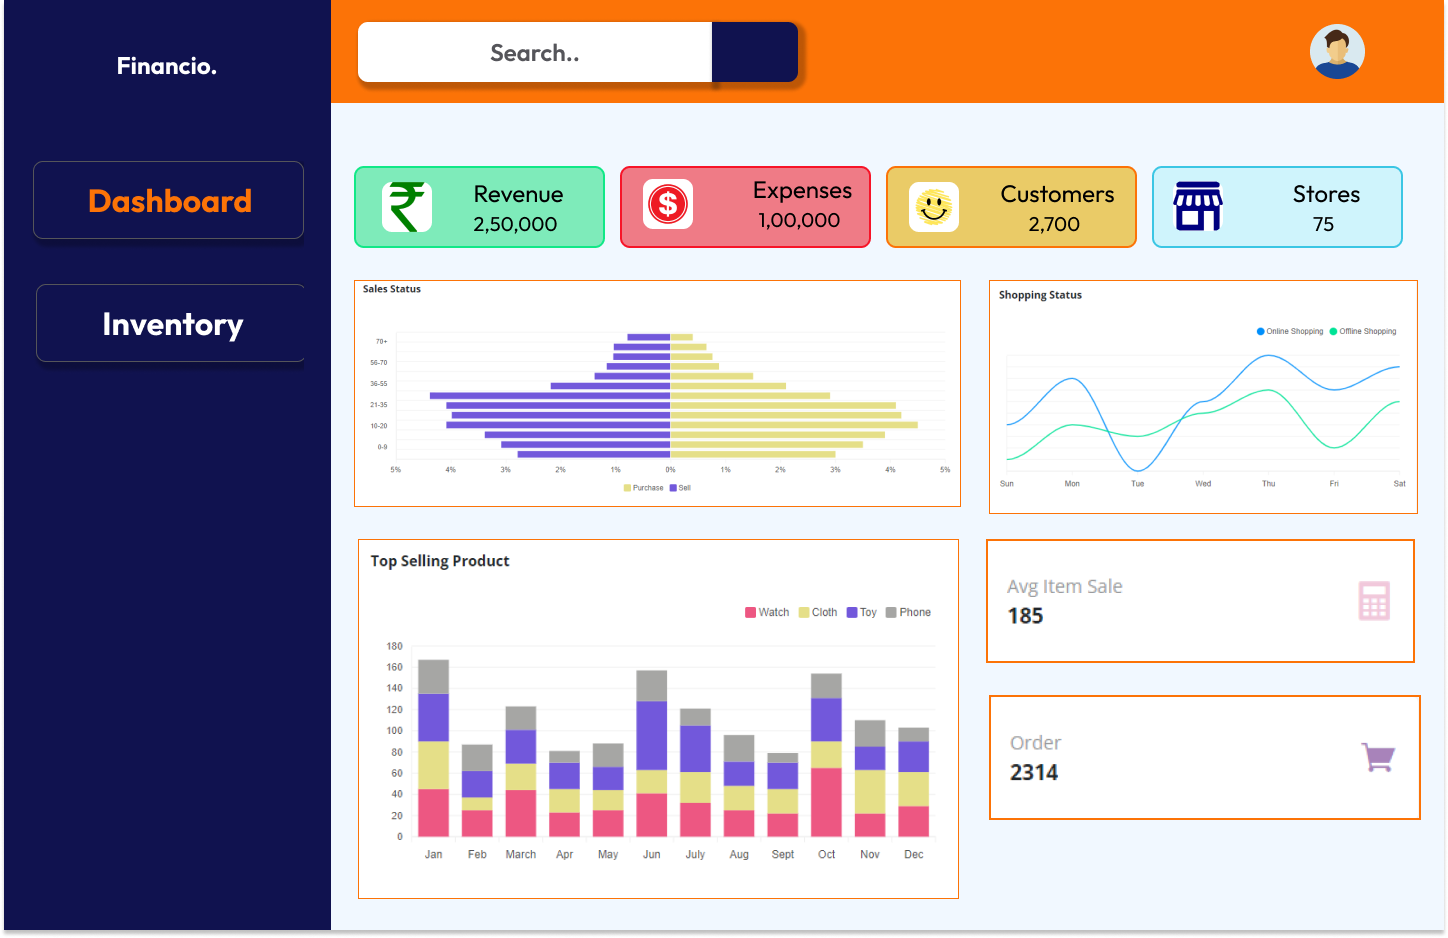 Financio.
Search..
Dashboard
Inventory
Revenue
2,50,000
Expenses
1,00,000
Customers
2,700
Stores
75
Sales Status
70+
56-70
36-55
21-35
10-20
0-9
5% 4% 3% 2% 1% 0% 1% 2% 3% 4% 5%
Purchase Sell
Shopping Status
Online Shopping Offline Shopping
Sun Mon Tue Wed Thu Fri Sat
Top Selling Product
Watch Cloth Toy Phone
180
160
140
120
100
80
60
40
20
0
Jan Feb March Apr May Jun July Aug Sept Oct Nov Dec
Avg Item Sale
185
Order
2314